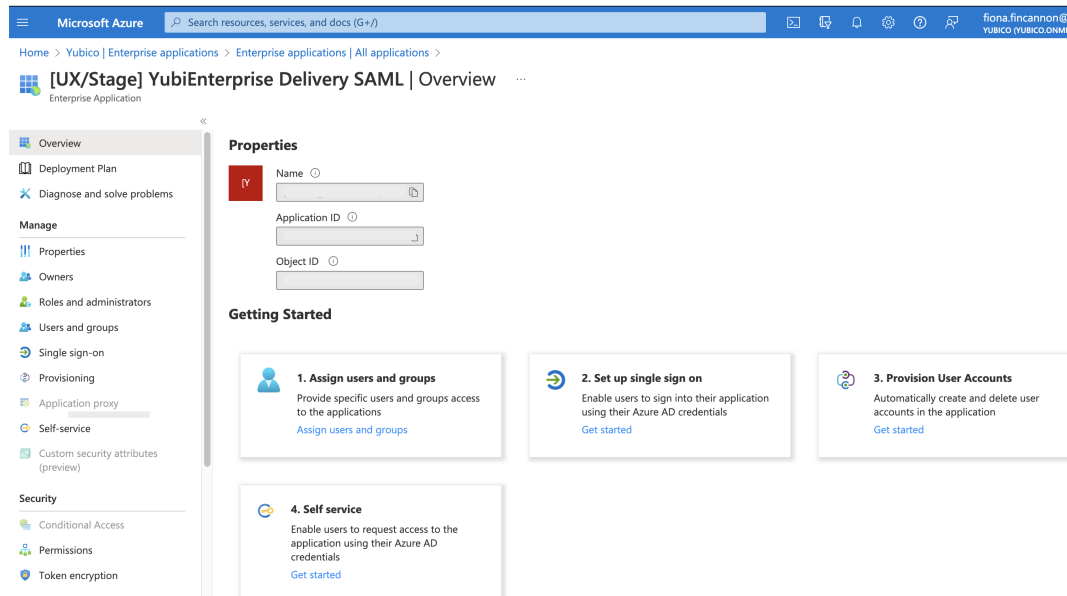 Microsoft Azure
Search resources, services, and docs (G+/)
fiona.fincannon@
YUBICO (YUBICO.ONM
Home > Yubico | Enterprise applications > Enterprise applications | All applications >
[UX/Stage] YubiEnterprise Delivery SAML | Overview ...
Enterprise Application
«
Overview
Deployment Plan
Diagnose and solve problems
Manage
Properties
Owners
Roles and administrators
Users and groups
Single sign-on
Provisioning
Application proxy
Self-service
Custom security attributes
(preview)
Security
Conditional Access
Permissions
Token encryption
Properties
[Y
Name
Application ID
Object ID
Getting Started
1. Assign users and groups
Provide specific users and groups access
to the applications
Assign users and groups
2. Set up single sign on
Enable users to sign into their application
using their Azure AD credentials
Get started
3. Provision User Accounts
Automatically create and delete user
accounts in the application
Get started
4. Self service
Enable users to request access to the
application using their Azure AD
credentials
Get started